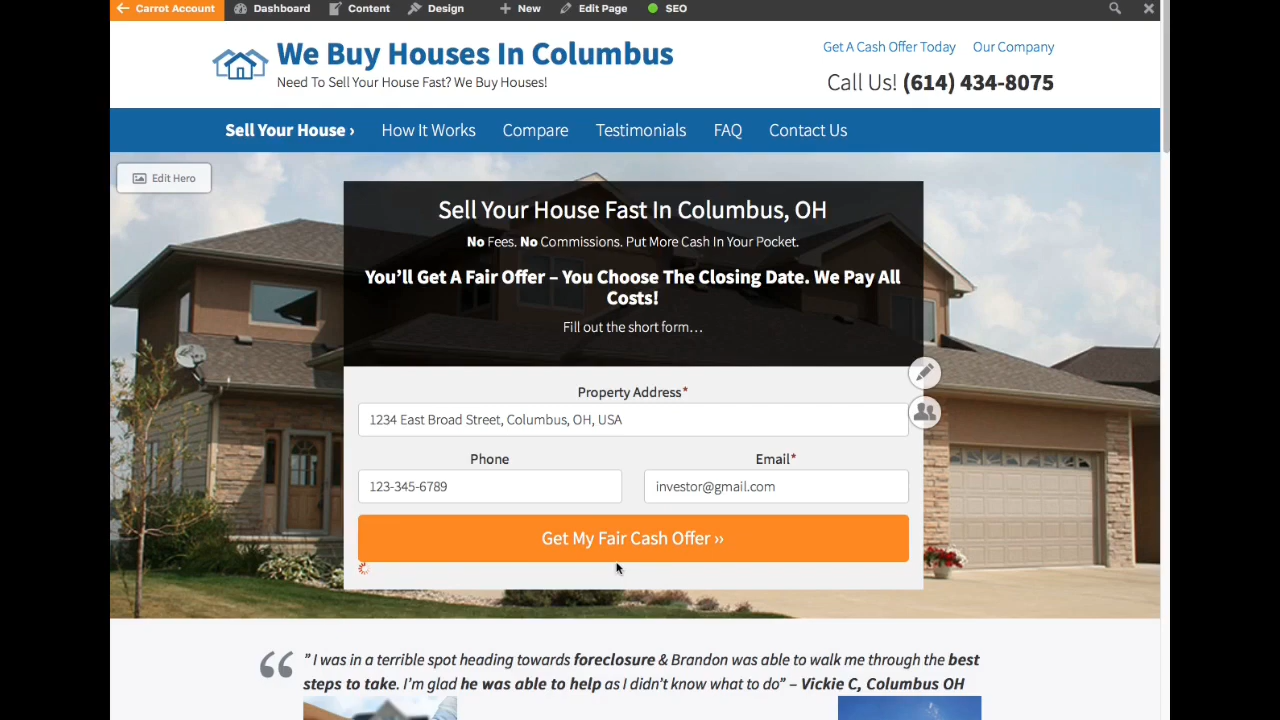 Carrot Account Dashboard Content Design New Edit Page SEO
We Buy Houses In Columbus
Need To Sell Your House Fast? We Buy Houses!
Get A Cash Offer Today Our Company
Call Us! (614) 434-8075
Sell Your House › How It Works Compare Testimonials FAQ Contact Us
Edit Hero
Sell Your House Fast In Columbus, OH
No Fees. No Commissions. Put More Cash In Your Pocket.
You’ll Get A Fair Offer – You Choose The Closing Date. We Pay All
Costs!
Fill out the short form…
Property Address*
1234 East Broad Street, Columbus, OH, USA
Phone Email*
123-345-6789 investor@gmail.com
Get My Fair Cash Offer ››
” I was in a terrible spot heading towards foreclosure & Brandon was able to walk me through the best
steps to take. I’m glad he was able to help as I didn’t know what to do” – Vickie C, Columbus OH